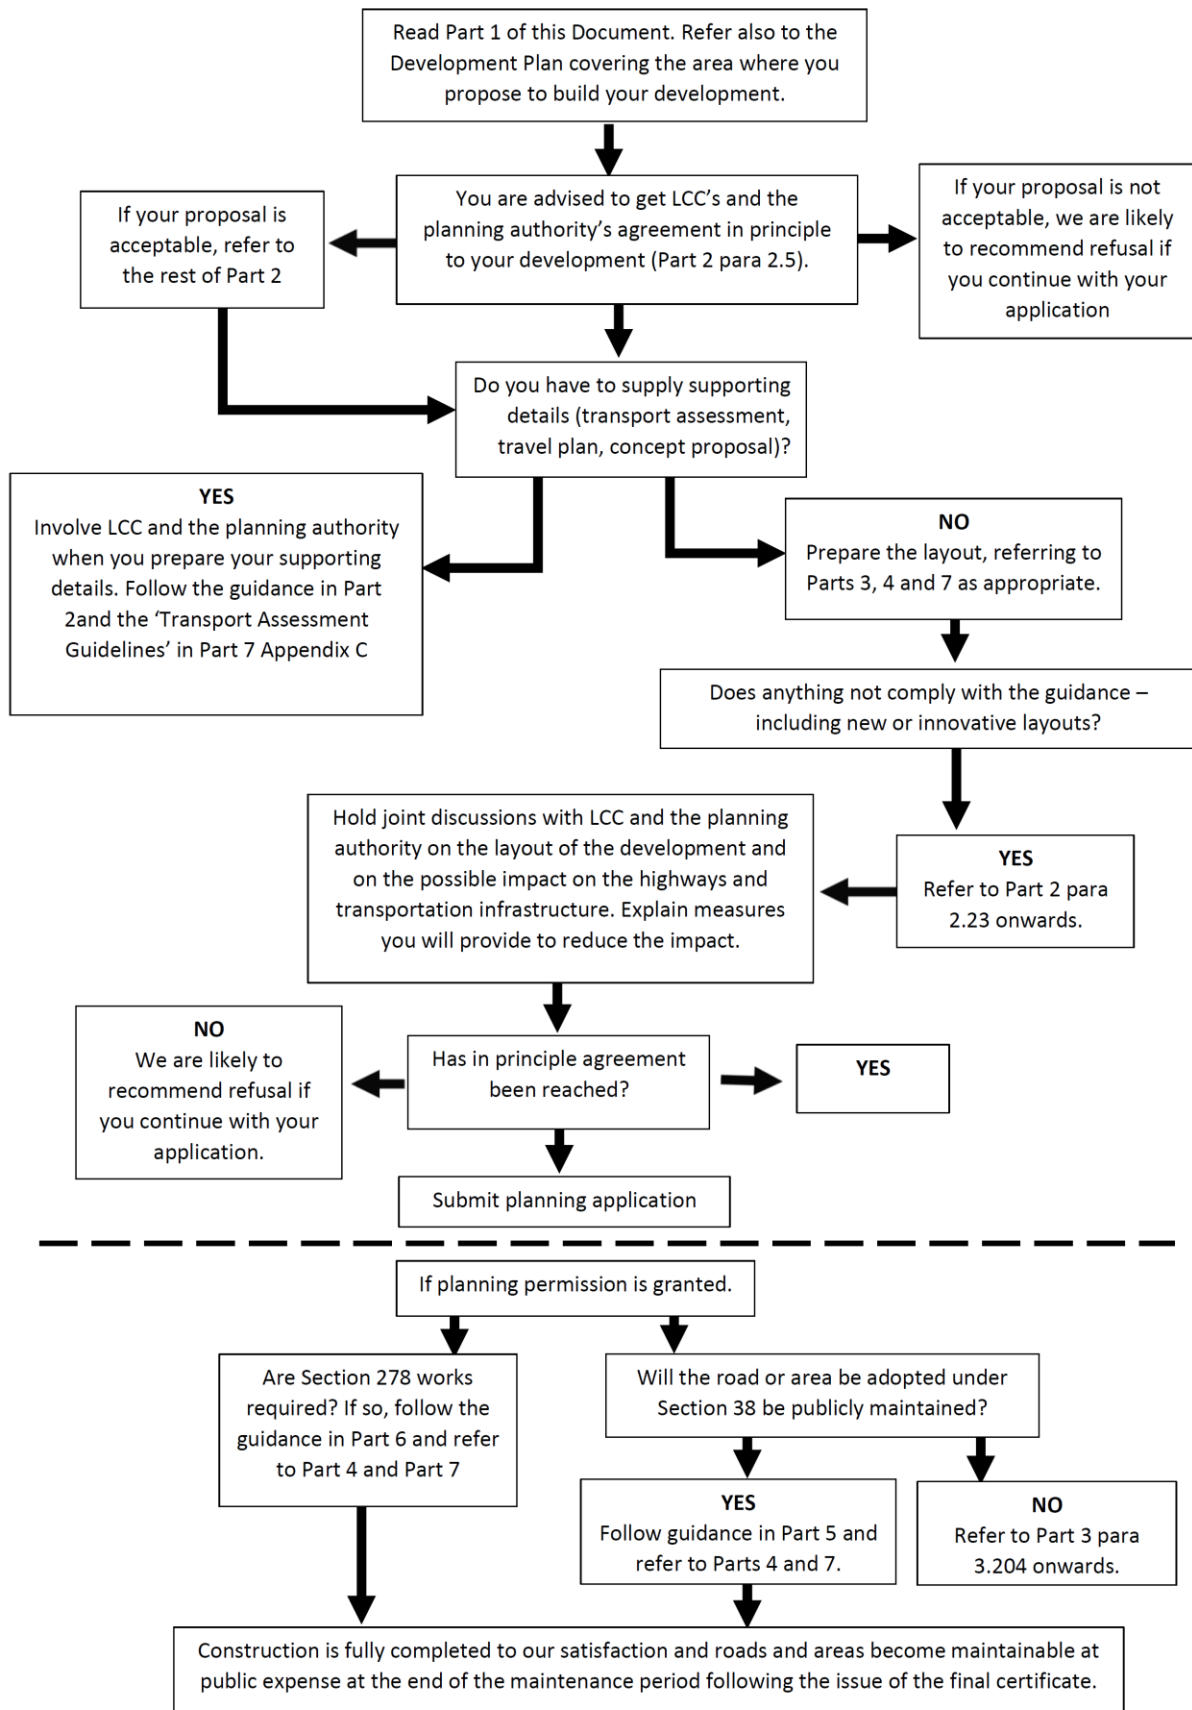 Read Part 1 of this Document. Refer also to the
Development Plan covering the area where you
propose to build your development.
If your proposal is
acceptable, refer to
the rest of Part 2
You are advised to get LCC's and the
planning authority's agreement in principle
to your development (Part 2 para 2.5).
If your proposal is not
acceptable, we are likely
to recommend refusal if
you continue with your
application
Do you have to supply supporting
details (transport assessment,
travel plan, concept proposal)?
YES
Involve LCC and the planning authority
when you prepare your supporting
details. Follow the guidance in Part
2and the ‘Transport Assessment
Guidelines’ in Part 7 Appendix C
NO
Prepare the layout, referring to
Parts 3, 4 and 7 as appropriate.
Does anything not comply with the guidance –
including new or innovative layouts?
YES
Refer to Part 2 para
2.23 onwards.
Hold joint discussions with LCC and the planning
authority on the layout of the development and
on the possible impact on the highways and
transportation infrastructure. Explain measures
you will provide to reduce the impact.
NO
We are likely to
recommend refusal if
you continue with your
application.
Has in principle agreement
been reached?
YES
Submit planning application
If planning permission is granted.
Are Section 278 works
required? If so, follow the
guidance in Part 6 and refer
to Part 4 and Part 7
Will the road or area be adopted under
Section 38 be publicly maintained?
YES
Follow guidance in Part 5 and
refer to Parts 4 and 7.
NO
Refer to Part 3 para
3.204 onwards.
Construction is fully completed to our satisfaction and roads and areas become maintainable at
public expense at the end of the maintenance period following the issue of the final certificate.